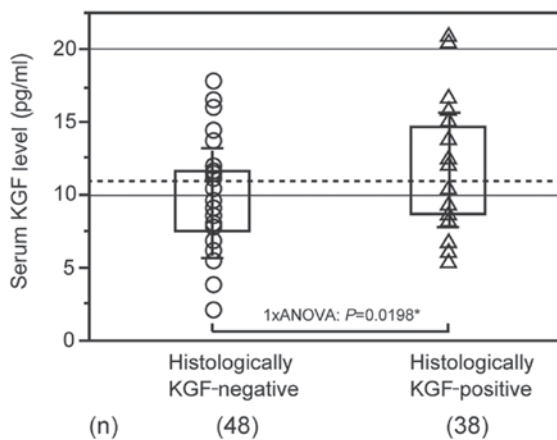 Serum KGF level (pg/ml)
20
15
10
5
0
1xANOVA: P=0.0198*
Histologically
KGF-negative
Histologically
KGF-positive
(n) (48) (38)